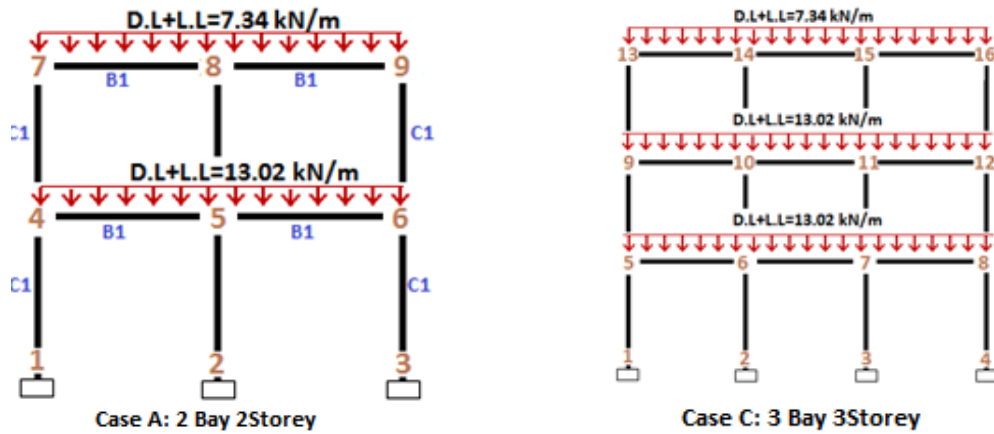 D.L+L.L=7.34 kN/m
7 8 9
B1 B1
C1
D.L+L.L=13.02 kN/m
4 5 6
B1 B1
C1 C1
1 2 3
Case A: 2 Bay 2Storey
D.L+L.L=7.34 kN/m
13 14 15 16
D.L+L.L=13.02 kN/m
9 10 11 12
D.L+L.L=13.02 kN/m
5 6 7 8
1 2 3 4
Case C: 3 Bay 3Storey